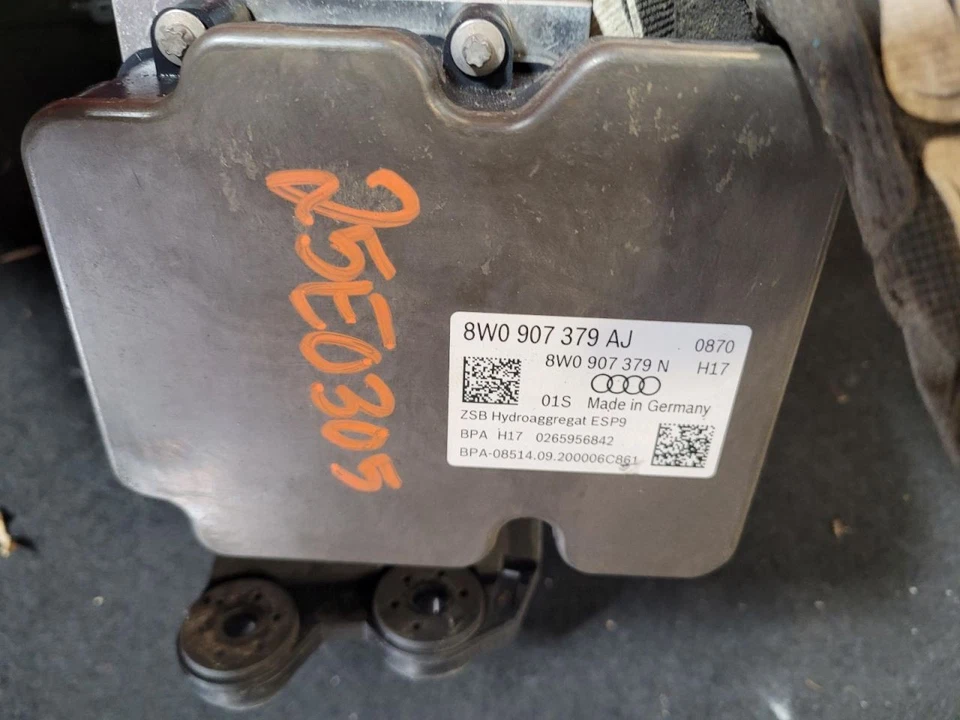 25E0305
8W0 907 379 AJ 0870
8W0 907 379 N H17
01S Made in Germany
ZSB Hydroaggregat ESP9
BPA H17 0265956842
BPA-08514.09.200006C861